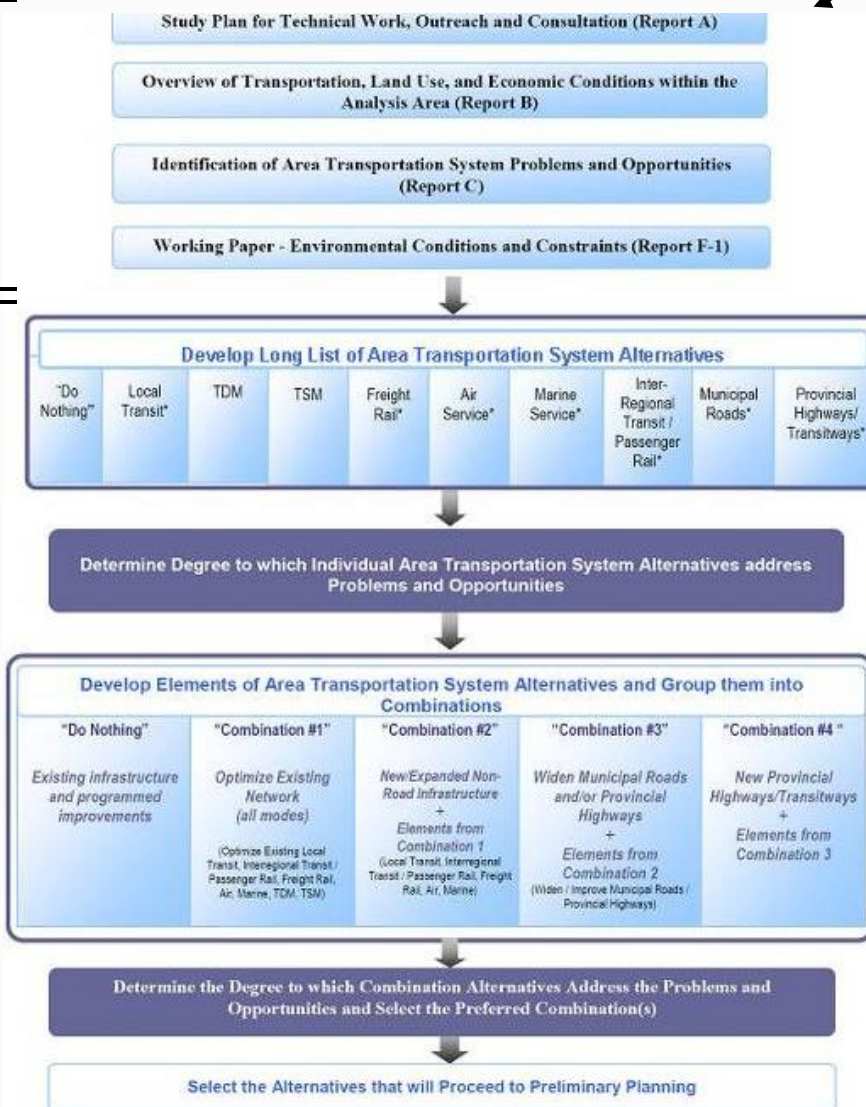 Study Plan for Technical Work, Outreach and Consultation (Report A)
Overview of Transportation, Land Use, and Economic Conditions within the
Analysis Area (Report B)
Identification of Area Transportation System Problems and Opportunities
(Report C)
Working Paper - Environmental Conditions and Constraints (Report F-1)
Develop Long List of Area Transportation System Alternatives
"Do
Nothing"
Local
Transit*
TDM
TSM
Freight
Rail*
Air
Service*
Marine
Service*
Inter-
Regional
Transit /
Passenger
Rail*
Municipal
Roads*
Provincial
Highways/
Transitways*
Determine Degree to which Individual Area Transportation System Alternatives address
Problems and Opportunities
Develop Elements of Area Transportation System Alternatives and Group them into
Combinations
"Do Nothing"
Existing infrastructure
and programmed
improvements
"Combination #1"
Optimize Existing
Network
(all modes)
(Optimize Existing Local
Transit, Interregional Transit /
Passenger Rail, Freight Rail,
Air, Marine, TDM, TSM)
"Combination #2"
New/Expanded Non-
Road Infrastructure
+
Elements from
Combination 1
(Local Transit, Interregional
Transit / Passenger Rail, Freight
Rail, Air, Marine)
"Combination #3"
Widen Municipal Roads
and/or Provincial
Highways
+
Elements from
Combination 2
(Widen / Improve Municipal Roads /
Provincial Highways)
"Combination #4 "
New Provincial
Highways/Transitways
+
Elements from
Combination 3
Determine the Degree to which Combination Alternatives Address the Problems and
Opportunities and Select the Preferred Combination(s)
Select the Alternatives that will Proceed to Preliminary Planning